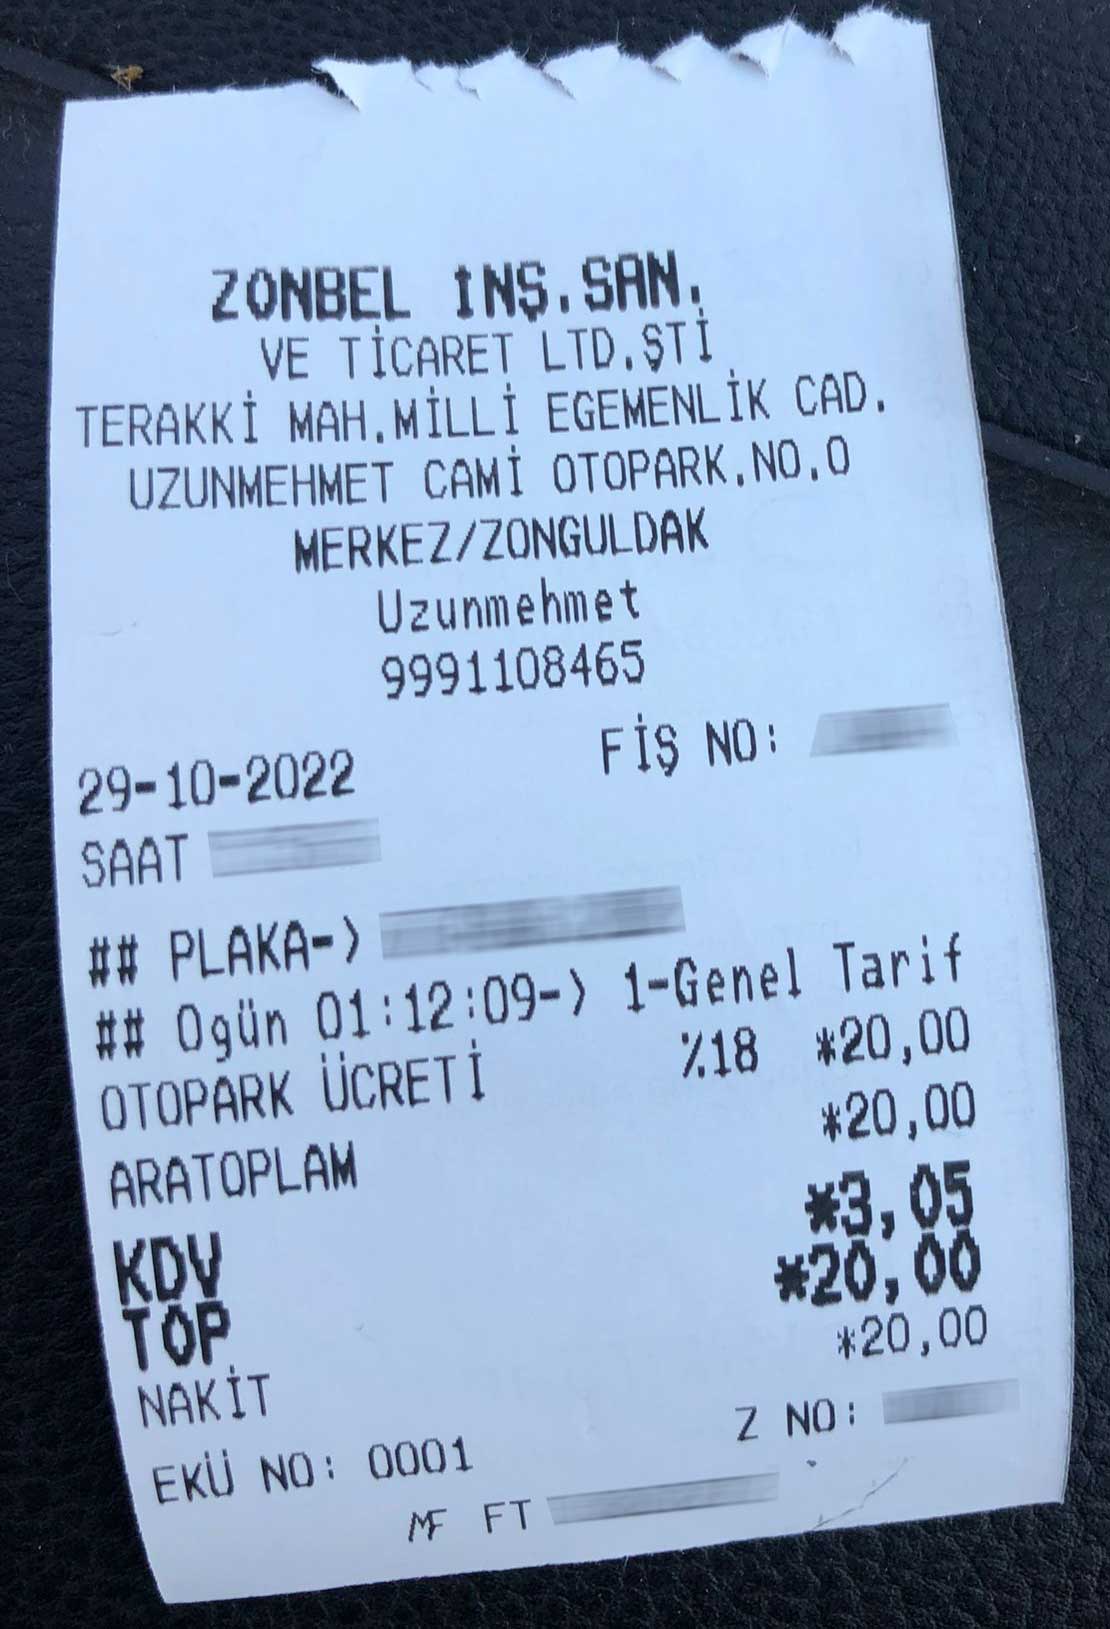 ZONBEL İNŞ.SAN.
VE TİCARET LTD.ŞTİ
TERAKKİ MAH.MİLLİ EGEMENLİK CAD.
UZUNMEHMET CAMİ OTOPARK.NO.0
MERKEZ/ZONGULDAK
Uzunmehmet
9991108465
29-10-2022 FİŞ NO:
SAAT
## PLAKA->
## Ogün 01:12:09-> 1-Genel Tarif
OTOPARK ÜCRETİ %18 *20,00
ARATOPLAM *20,00
KDV *3,05
TOP *20,00
NAKİT *20,00
EKÜ NO: 0001 Z NO:
MF FT